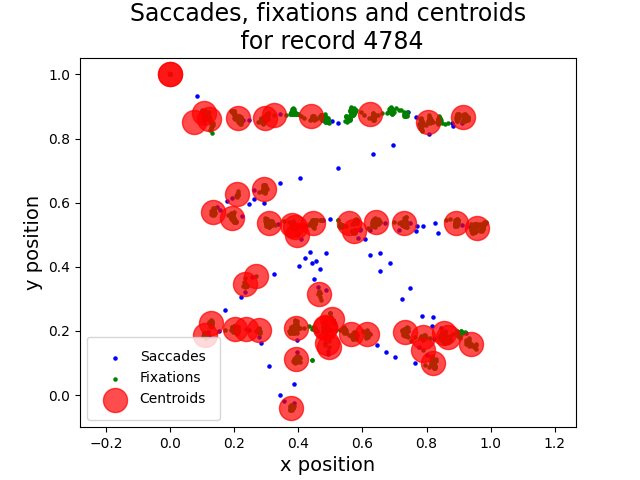 Saccades, fixations and centroids
for record 4784
1.0
0.8
0.6
0.4
0.2
0.0
y position
Saccades
Fixations
Centroids
−0.2
0.0
0.2
0.4
0.6
0.8
1.0
1.2
x position